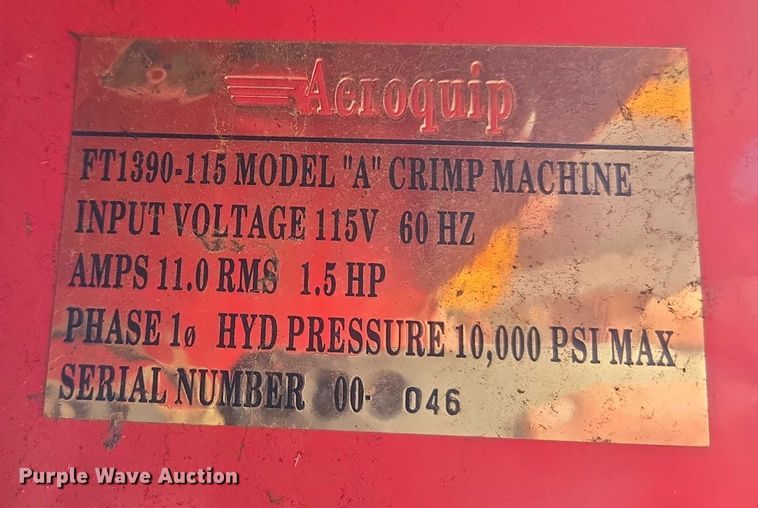 Aeroquip
FT1390-115 MODEL "A" CRIMP MACHINE
INPUT VOLTAGE 115V 60 HZ
AMPS 11.0 RMS 1.5 HP
PHASE 1ø HYD PRESSURE 10,000 PSI MAX
SERIAL NUMBER 00- 046
Purple Wave Auction